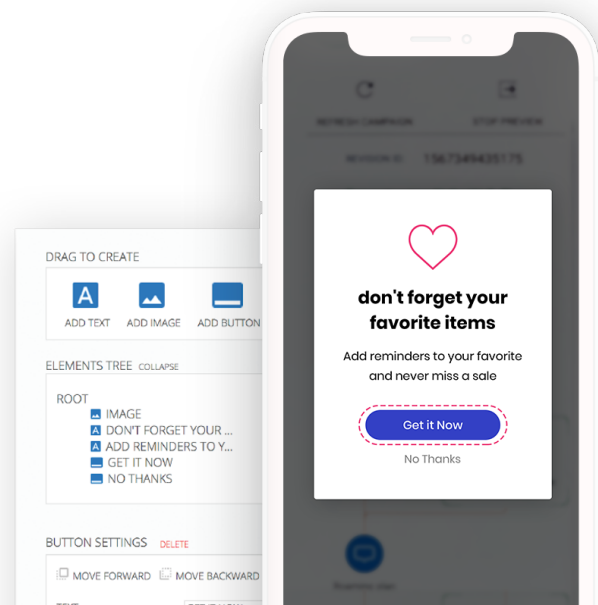 REFRESH CAMPAIGN
STOP PREVIEW
REVISION ID
1567349435175
don't forget your
favorite items
Add reminders to your favorite
and never miss a sale
Get it Now
No Thanks
DRAG TO CREATE
A
ADD TEXT
ADD IMAGE
ADD BUTTON
ELEMENTS TREE COLLAPSE
ROOT
IMAGE
A DON'T FORGET YOUR ...
A ADD REMINDERS TO Y...
GET IT NOW
NO THANKS
BUTTON SETTINGS DELETE
MOVE FORWARD MOVE BACKWARD